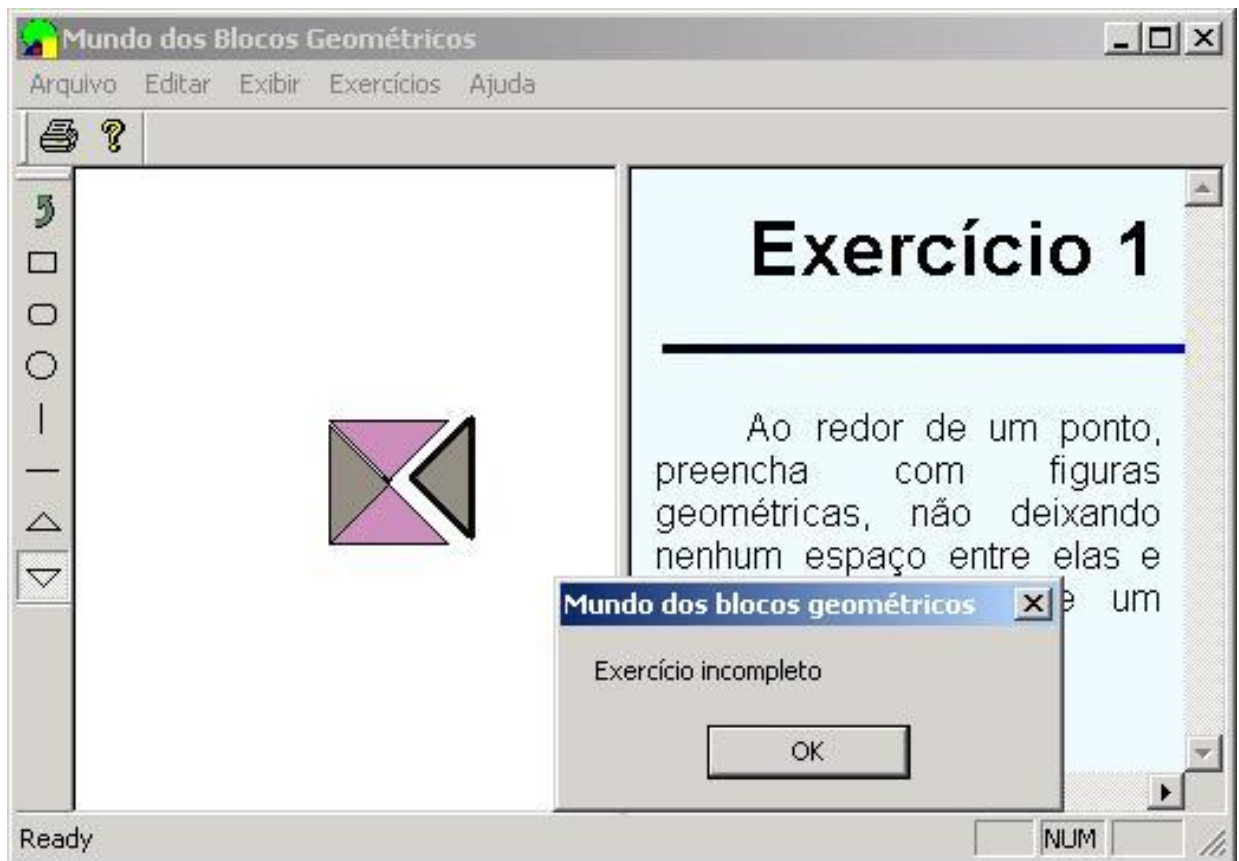 Mundo dos Blocos Geométricos
Arquivo Editar Exibir Exercícios Ajuda
Exercício 1
Ao redor de um ponto,
preencha com figuras
geométricas, não deixando
nenhum espaço entre elas e
e um
Mundo dos blocos geométricos
Exercício incompleto
OK
Ready
NUM